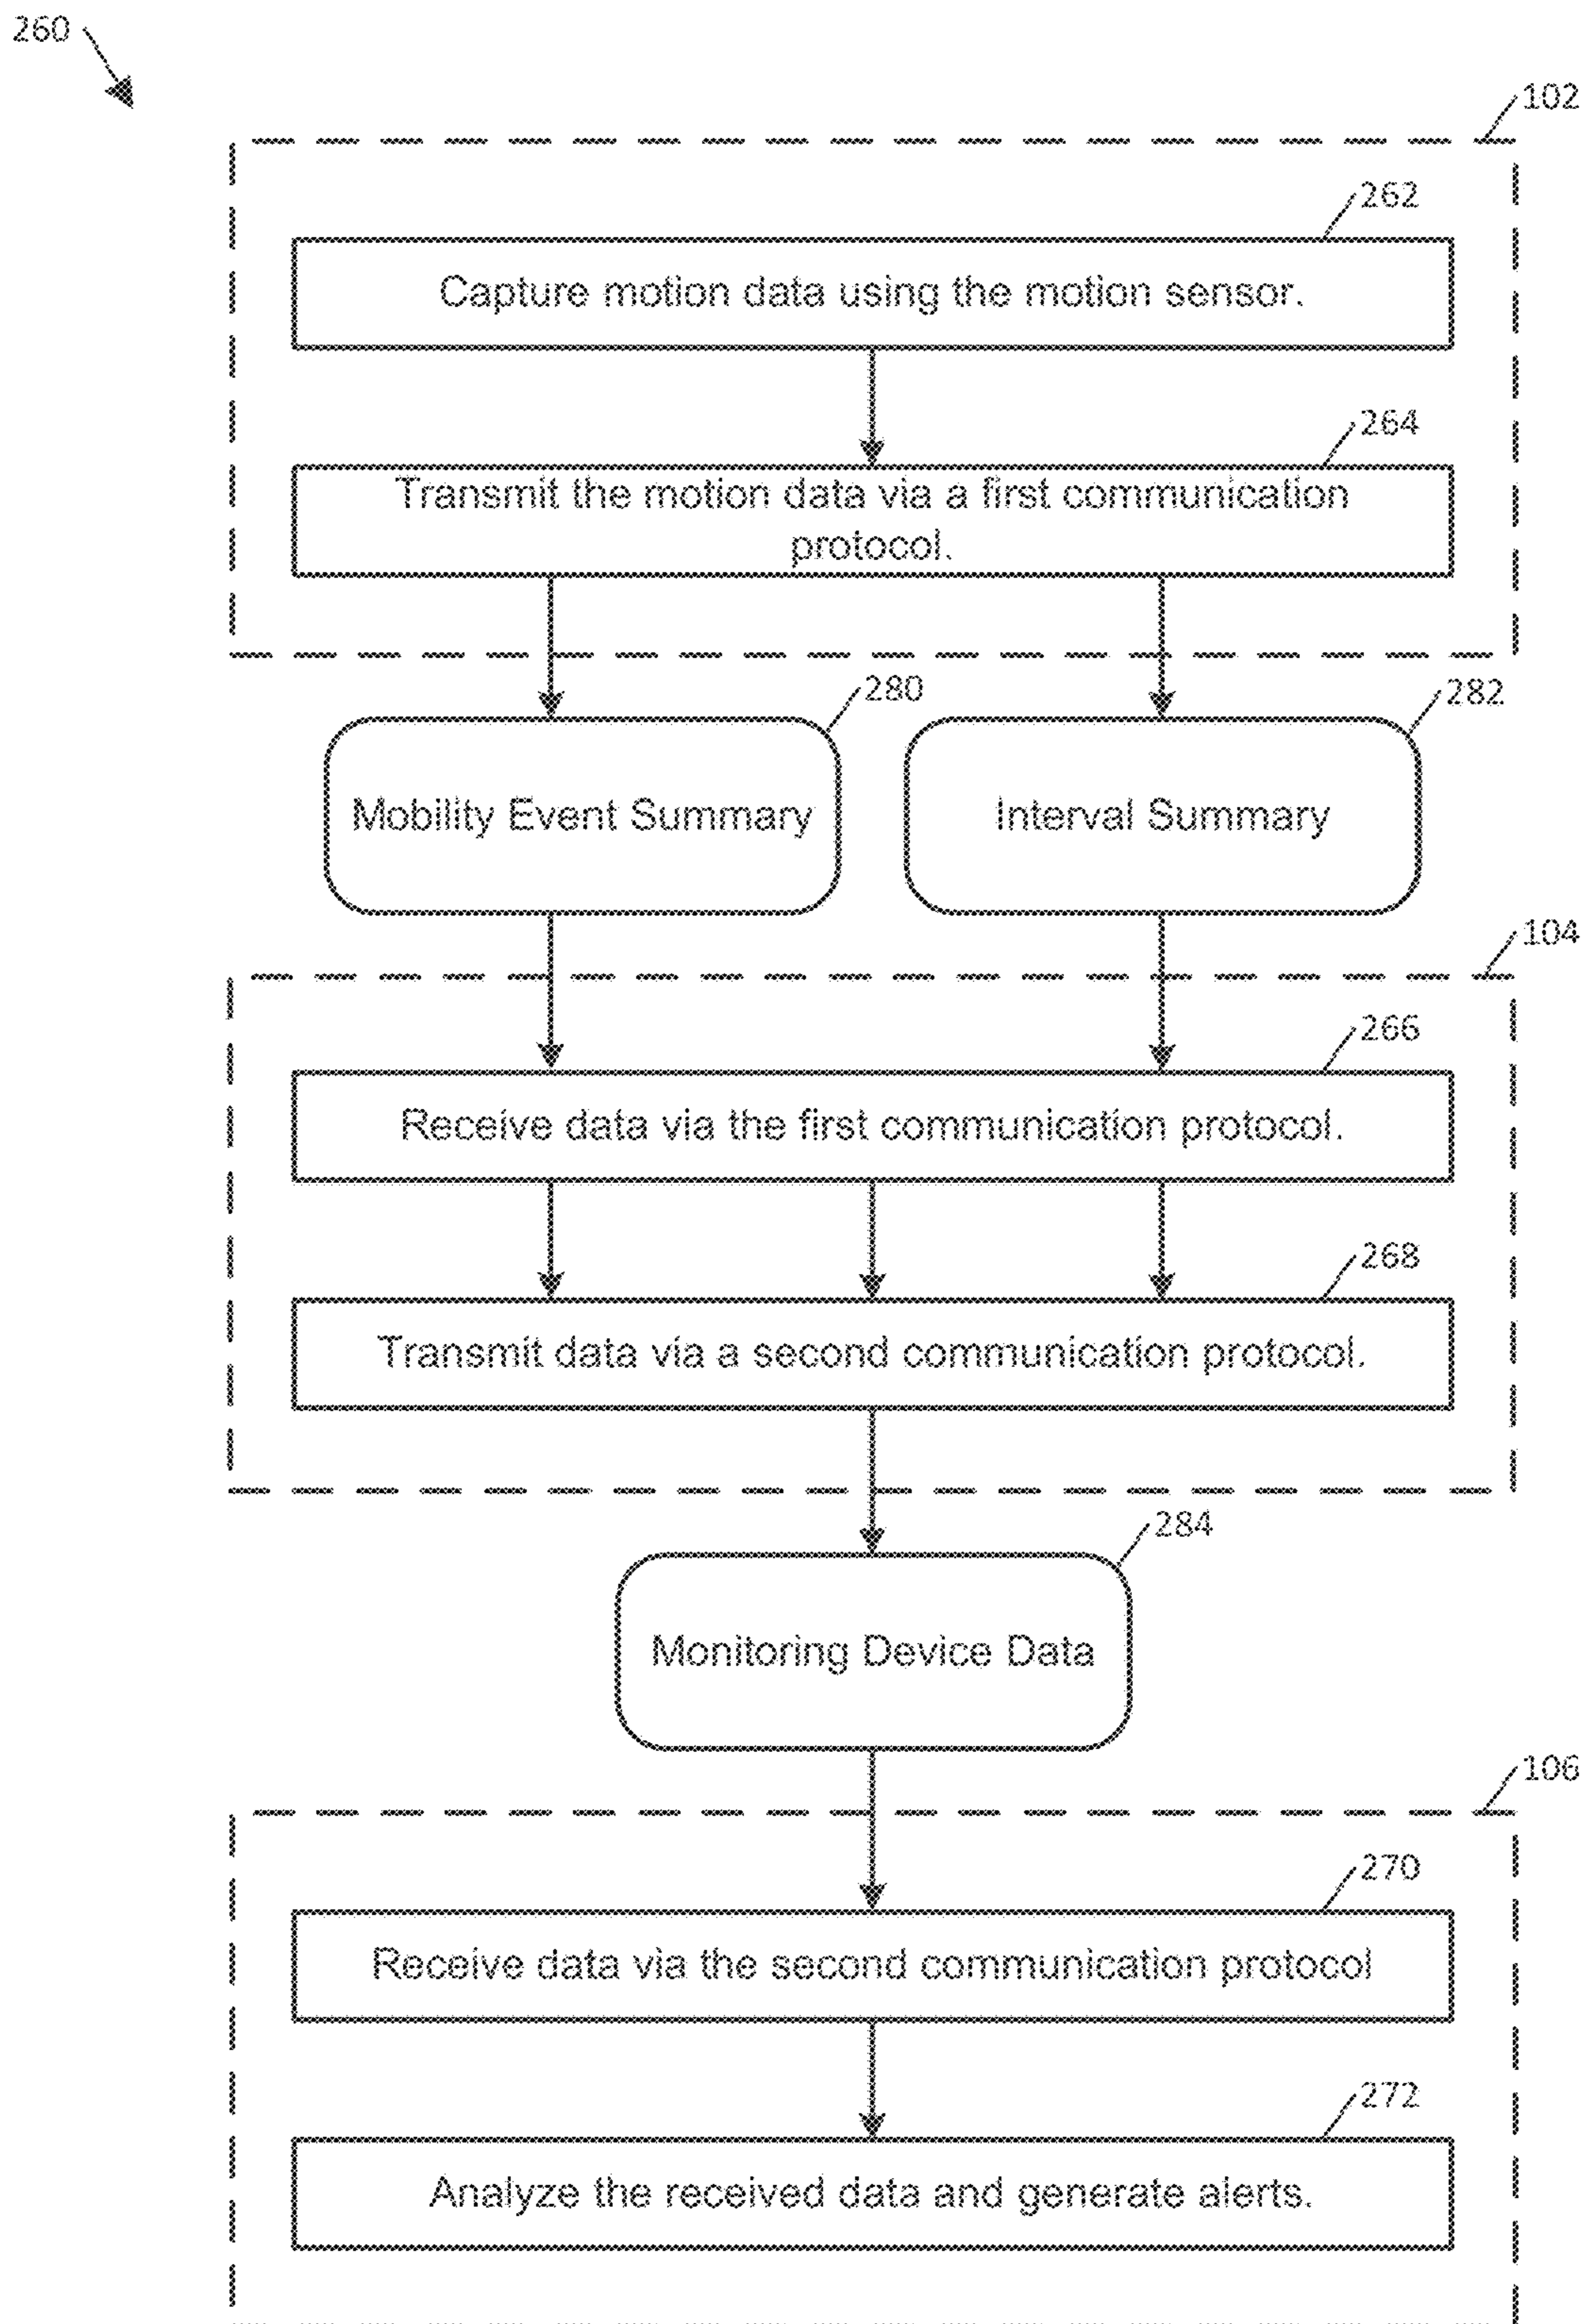 260
102
262
Capture motion data using the motion sensor.
264
Transmit the motion data via a first communication
protocol.
280
282
Mobility Event Summary
Interval Summary
104
266
Receive data via the first communication protocol.
268
Transmit data via a second communication protocol.
284
Monitoring Device Data
106
270
Receive data via the second communication protocol
272
Analyze the received data and generate alerts.